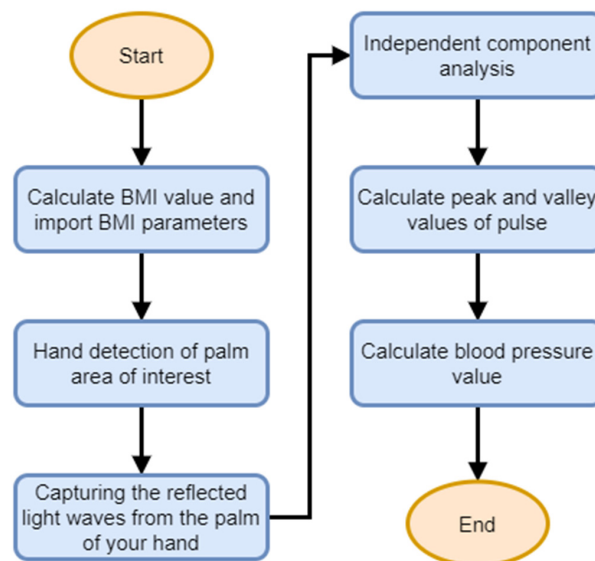 Start
Calculate BMI value and
import BMI parameters
Hand detection of palm
area of interest
Capturing the reflected
light waves from the palm
of your hand
Independent component
analysis
Calculate peak and valley
values of pulse
Calculate blood pressure
value
End